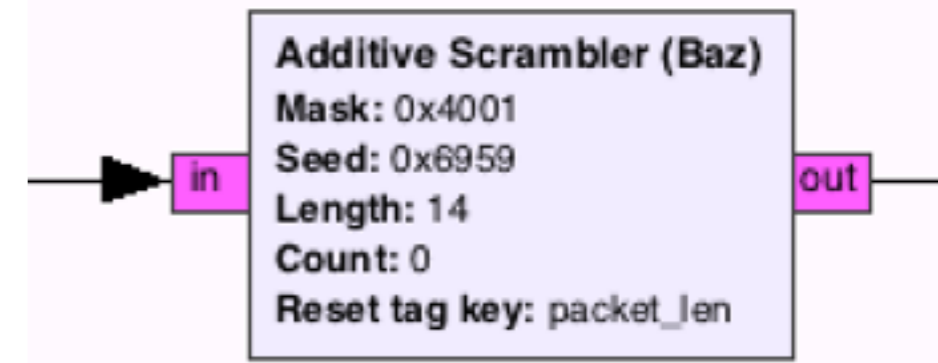 Additive Scrambler (Baz)
Mask: 0x4001
in
Seed: 0x6959
out
Length: 14
Count: 0
Reset tag key: packet_len